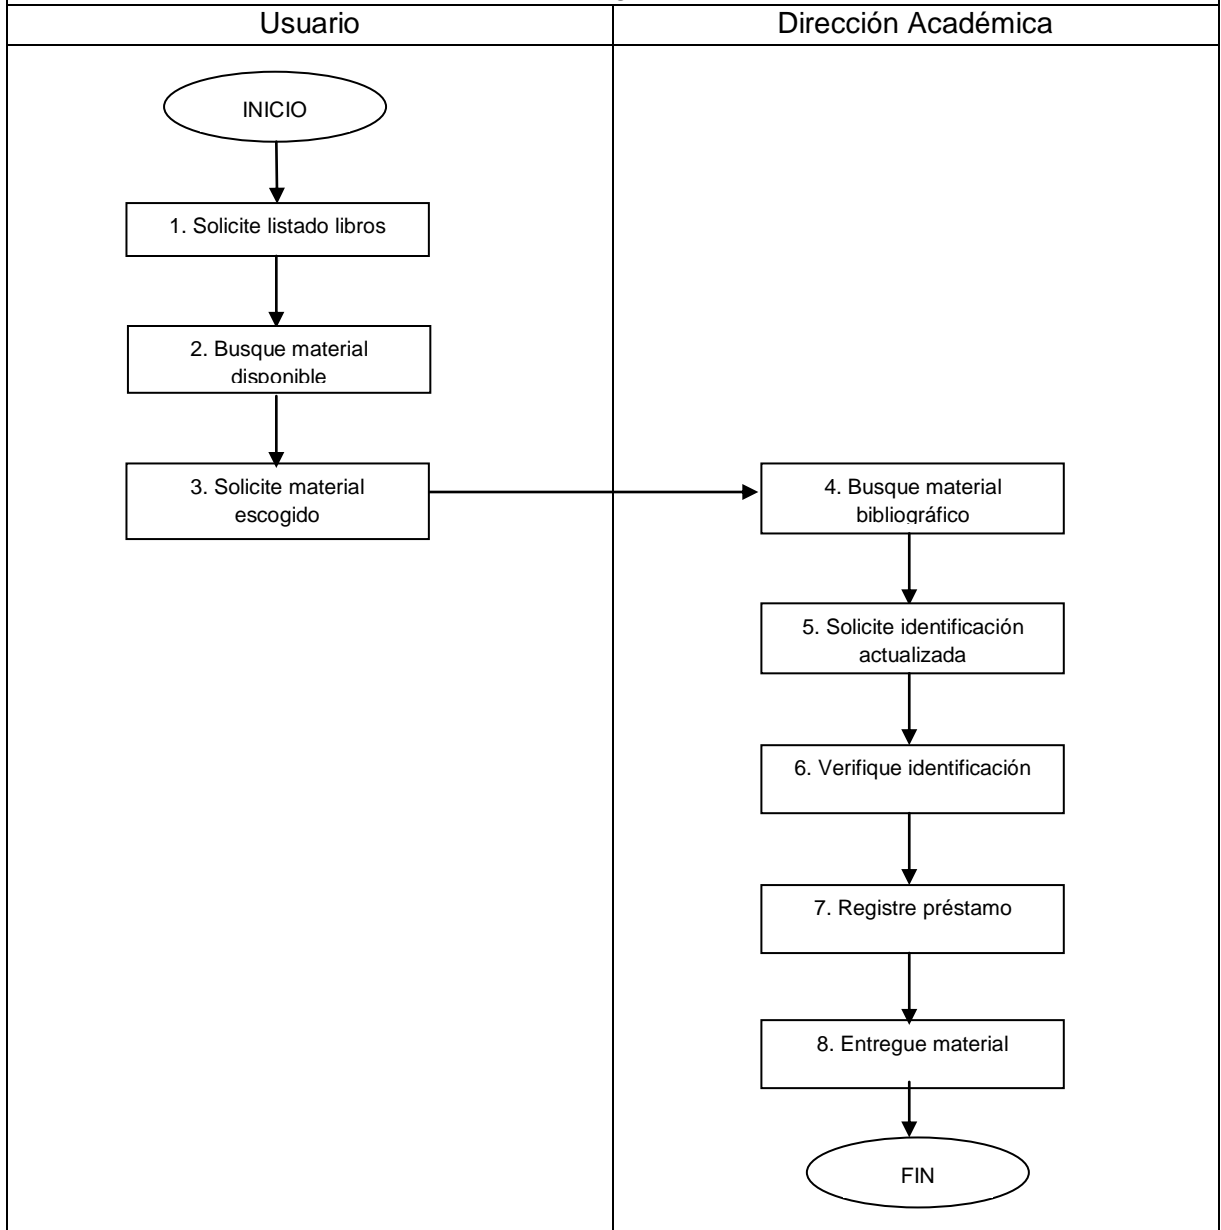 Usuario
Dirección Académica
INICIO
1. Solicite listado libros
2. Busque material
disponible
3. Solicite material
escogido
4. Busque material
bibliográfico
5. Solicite identificación
actualizada
6. Verifique identificación
7. Registre préstamo
8. Entregue material
FIN